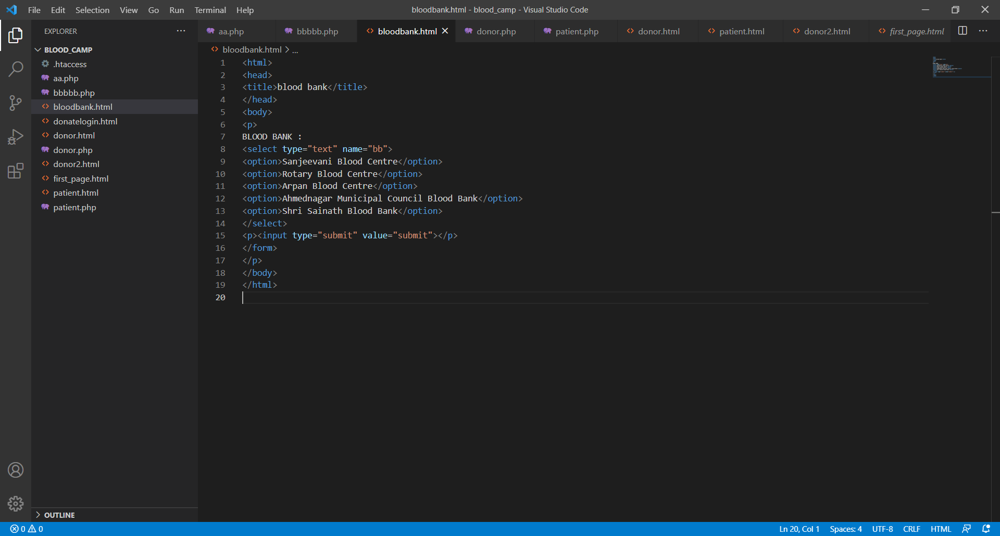 File Edit Selection View Go Run Terminal Help
bloodbank.html - blood_camp - Visual Studio Code
EXPLORER
BLOOD_CAMP
.htaccess
aa.php
bbbbb.php
bloodbank.html
donatelogin.html
donor.html
donor.php
donor2.html
first_page.html
patient.html
patient.php
OUTLINE
aa.php bbbbb.php bloodbank.html donor.php patient.php donor.html patient.html donor2.html first_page.html
bloodbank.html > ...
1 <html>
2 <head>
3 <title>blood bank</title>
4 </head>
5 <body>
6 <p>
7 BLOOD BANK :
8 <select type="text" name="bb">
9 <option>Sanjeevani Blood Centre</option>
10 <option>Rotary Blood Centre</option>
11 <option>Arpan Blood Centre</option>
12 <option>Ahmednagar Municipal Council Blood Bank</option>
13 <option>Shri Sainath Blood Bank</option>
14 </select>
15 <p><input type="submit" value="submit"></p>
16 </form>
17 </p>
18 </body>
19 </html>
20
0 0
Ln 20, Col 1 Spaces: 4 UTF-8 CRLF HTML